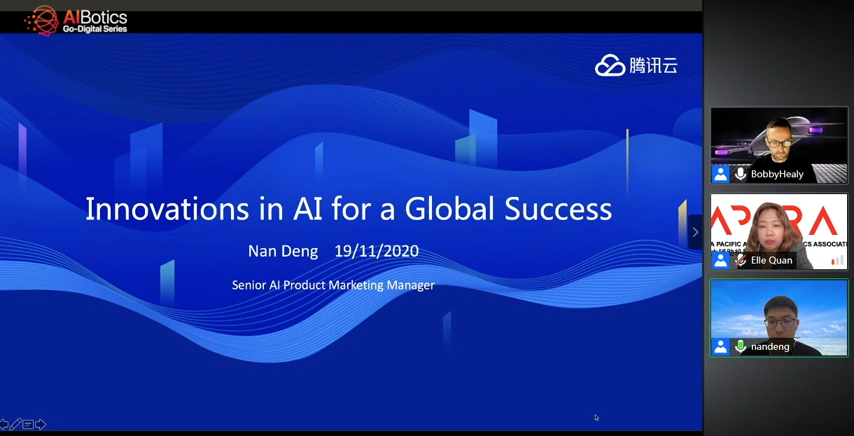 AIBotics
Go-Digital Series
腾讯云
Innovations in AI for a Global Success
Nan Deng 19/11/2020
Senior AI Product Marketing Manager
BobbyHealy
Elle Quan
nandeng